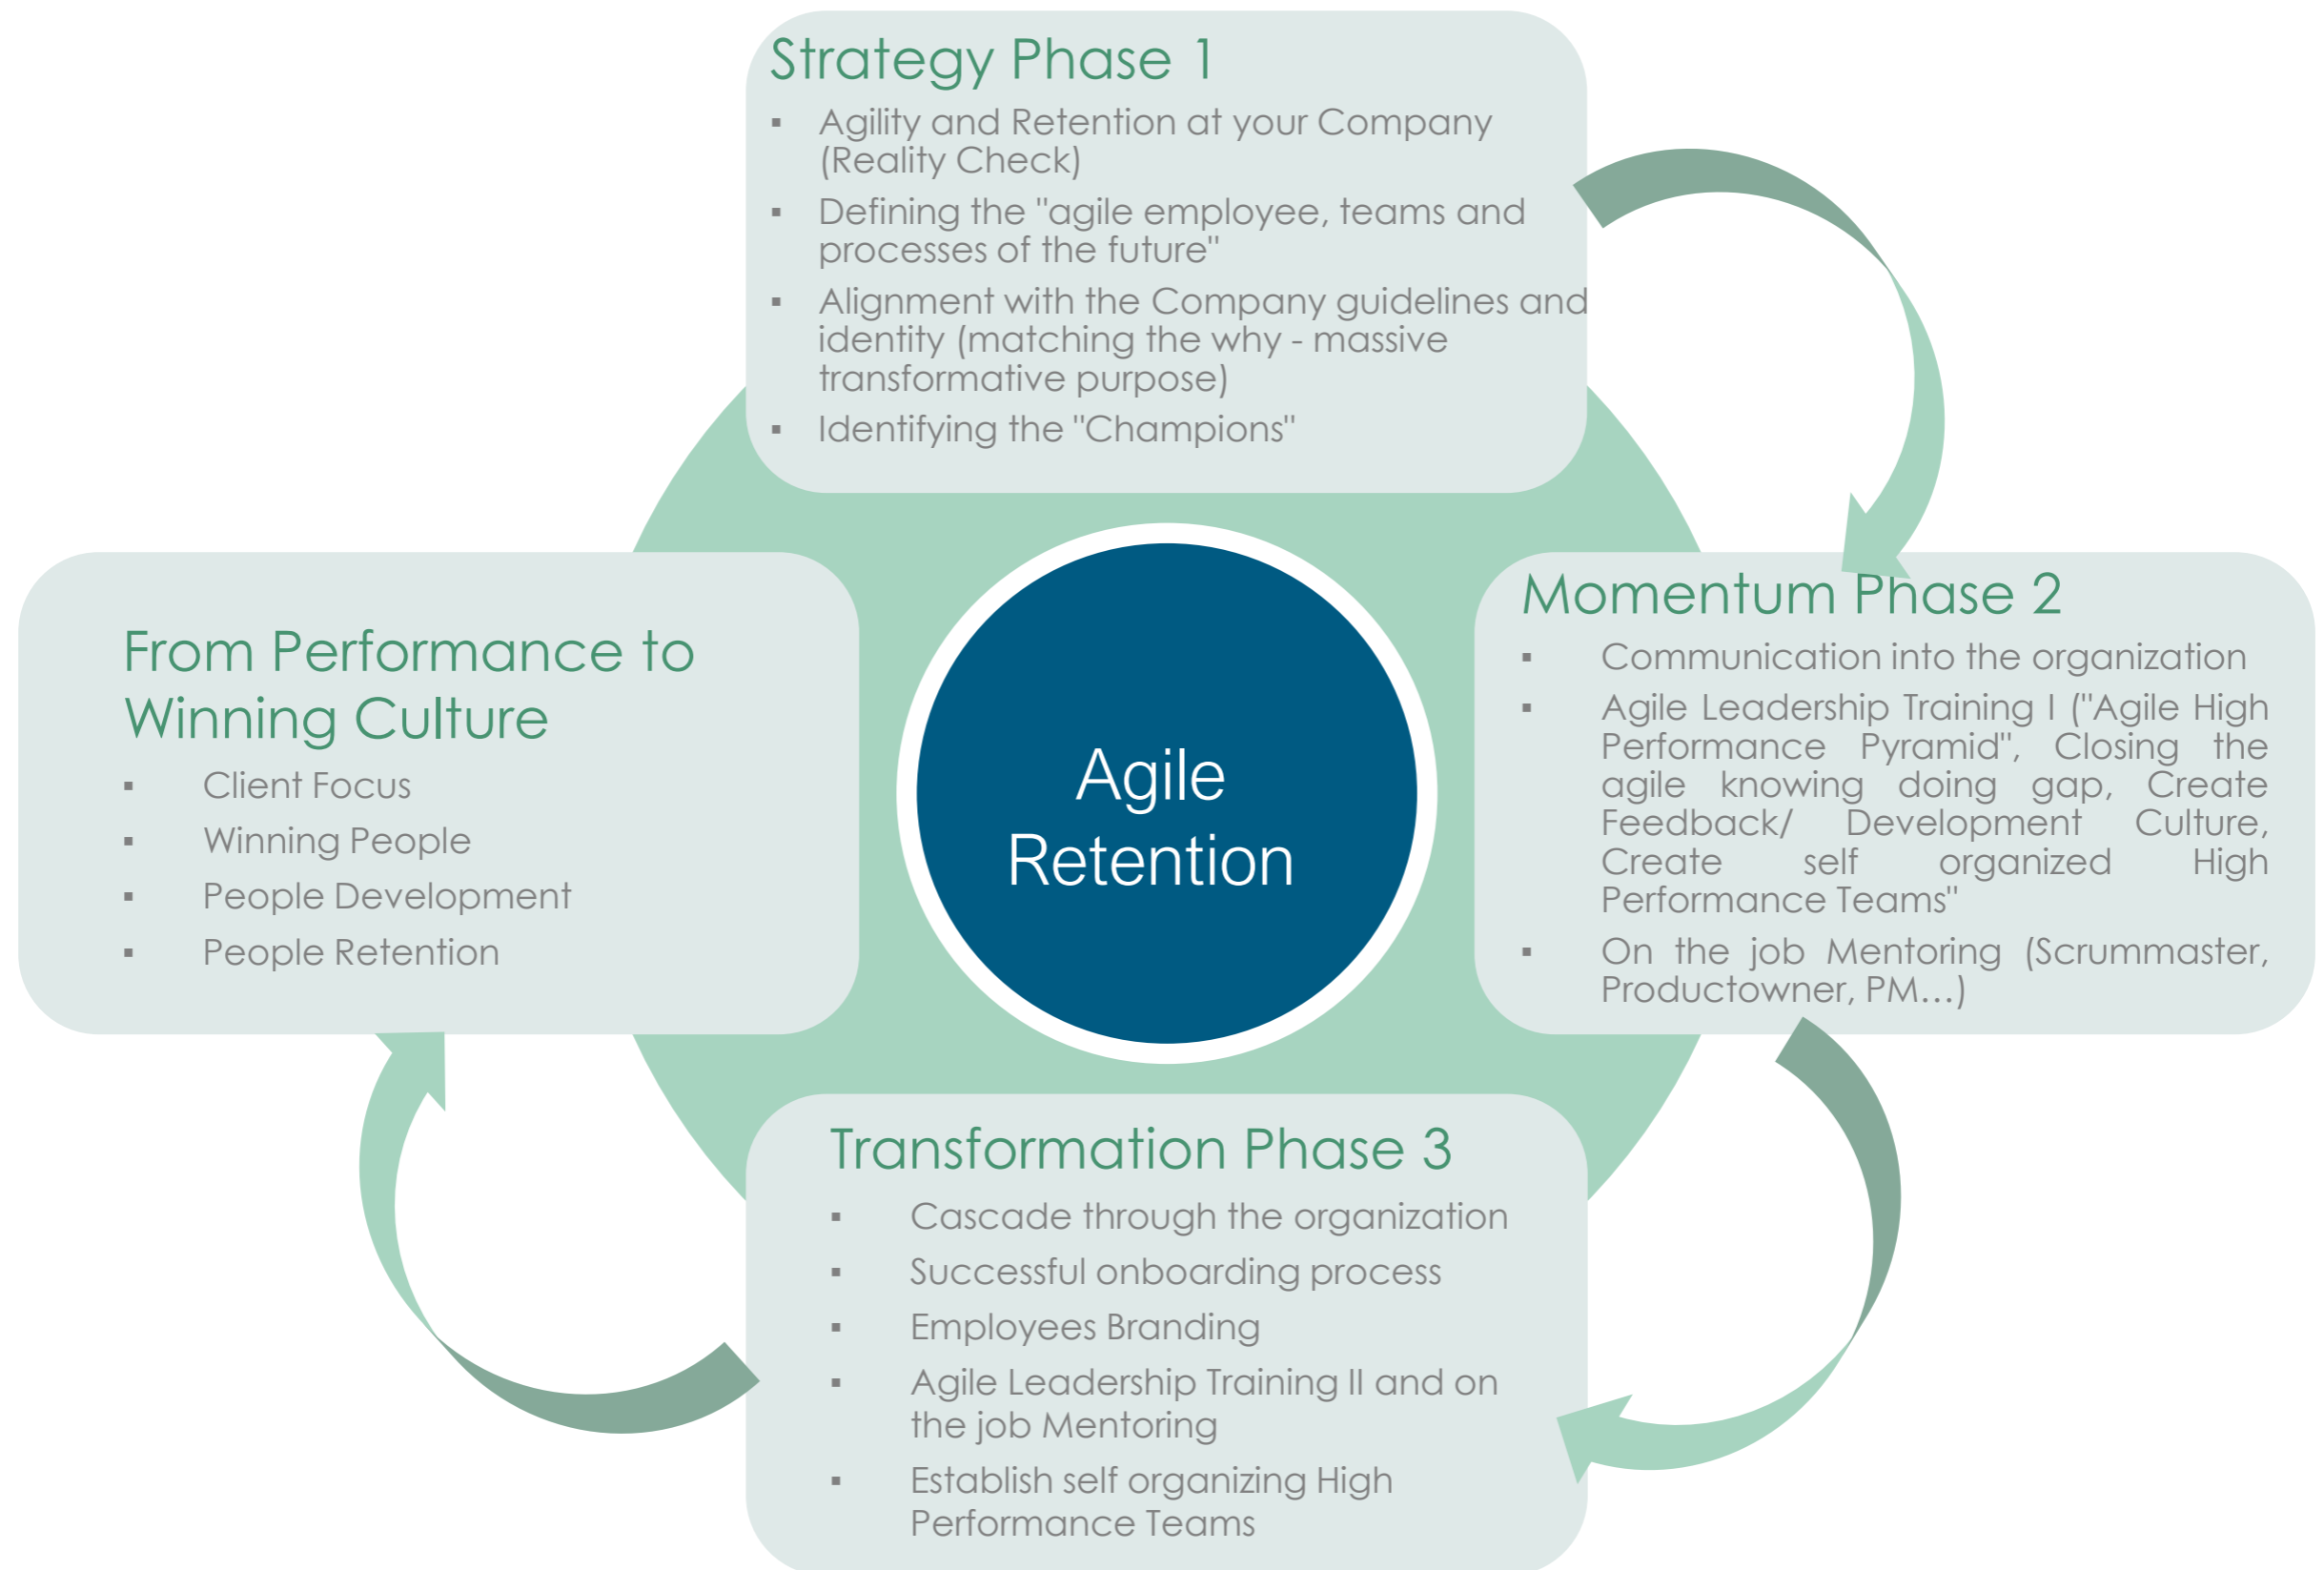 Strategy Phase 1
▪ Agility and Retention at your Company
(Reality Check)
▪ Defining the "agile employee, teams and
processes of the future"
▪ Alignment with the Company guidelines and
identity (matching the why - massive
transformative purpose)
▪ Identifying the "Champions"
Momentum Phase 2
▪ Communication into the organization
▪ Agile Leadership Training I ("Agile High
Performance Pyramid", Closing the
agile knowing doing gap, Create
Feedback/ Development Culture,
Create self organized High
Performance Teams"
▪ On the job Mentoring (Scrummaster,
Productowner, PM...)
Transformation Phase 3
▪ Cascade through the organization
▪ Successful onboarding process
▪ Employees Branding
▪ Agile Leadership Training II and on
the job Mentoring
▪ Establish self organizing High
Performance Teams
From Performance to
Winning Culture
▪ Client Focus
▪ Winning People
▪ People Development
▪ People Retention
Agile
Retention